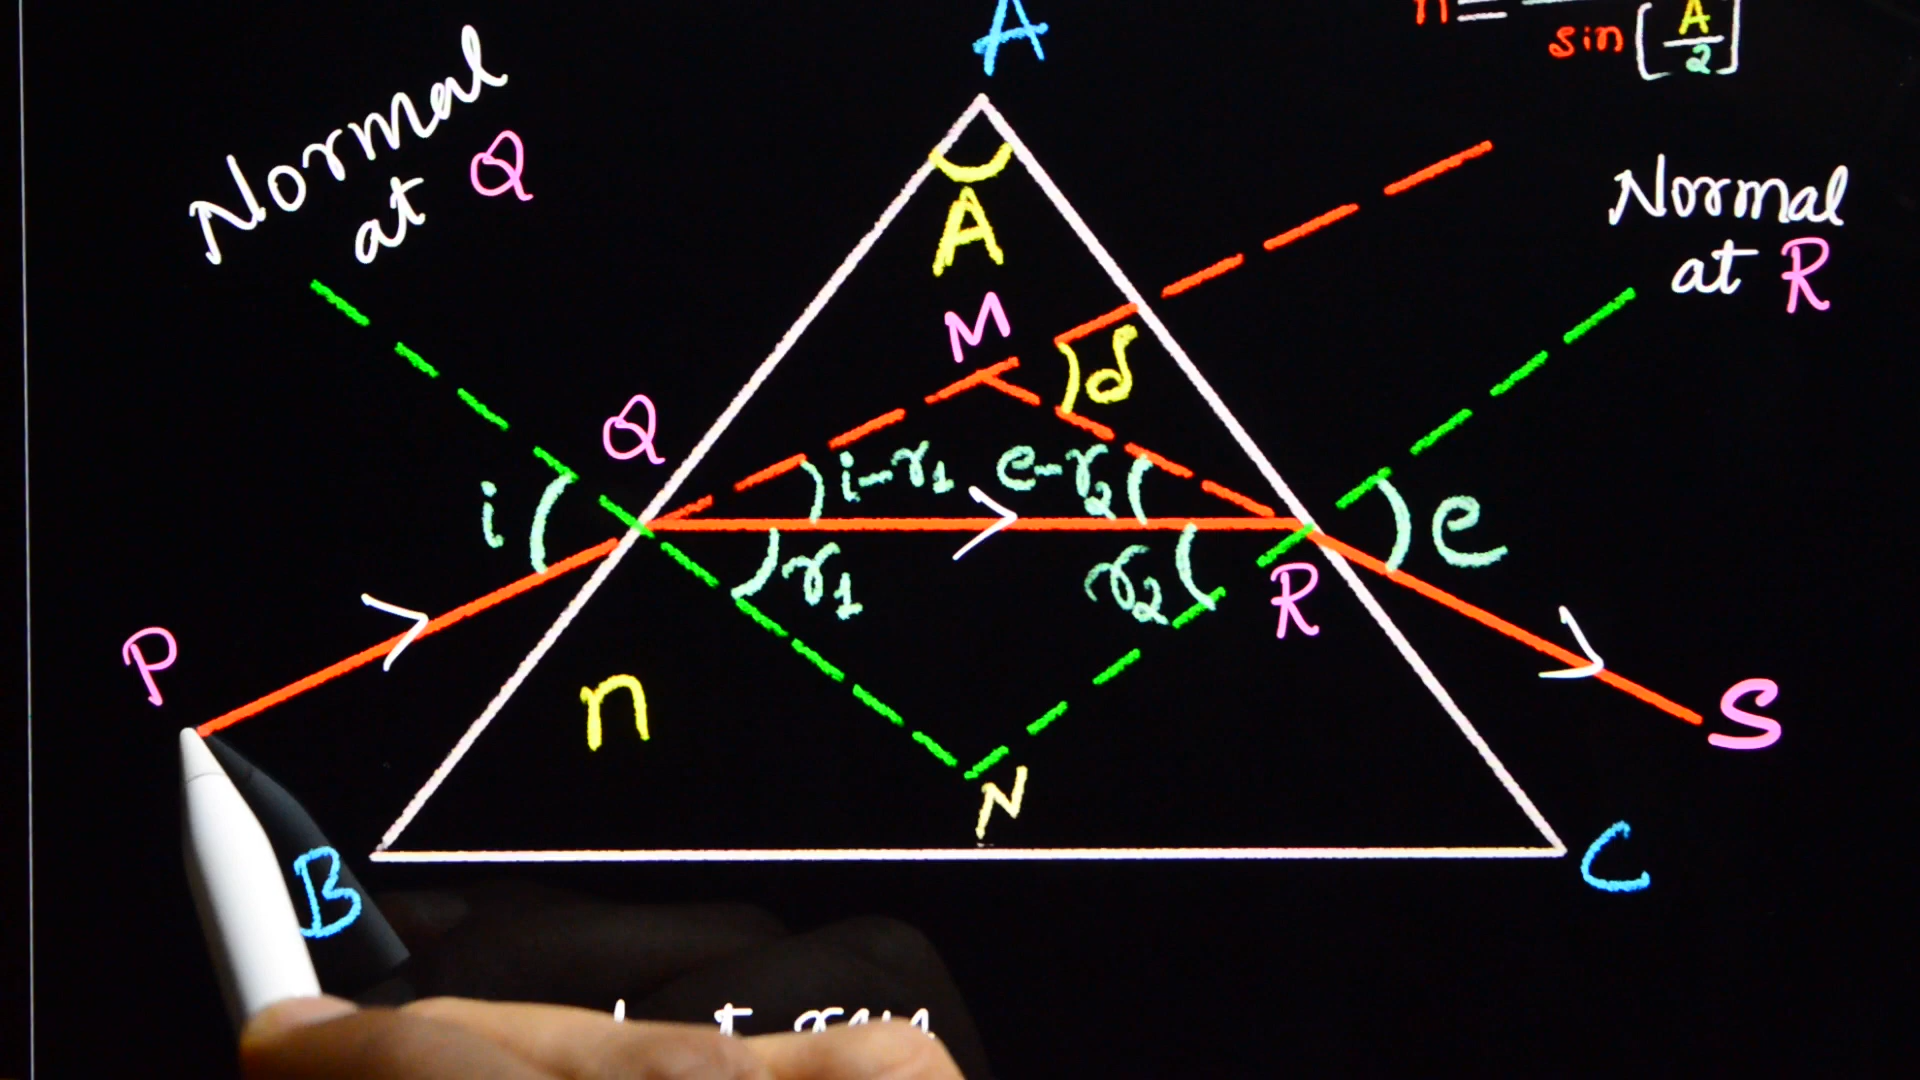 A
n=
sin[A/2]
Normal
at Q
Normal
at R
A
M
δ
Q
i
i-r₁
e-r₂
e
r₁
r₂
R
P
n
S
N
B
C